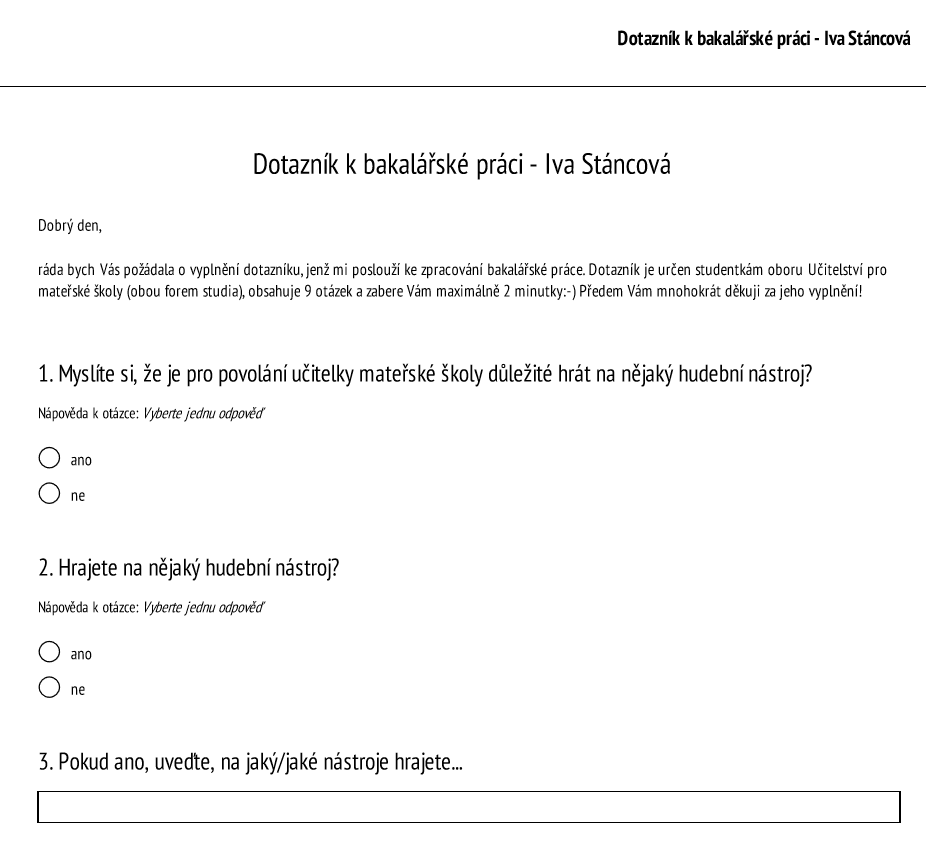 Dotazník k bakalářské práci - Iva Stáncová
Dotazník k bakalářské práci - Iva Stáncová
Dobrý den,
ráda bych Vás požádala o vyplnění dotazníku, jenž mi poslouží ke zpracování bakalářské práce. Dotazník je určen studentkám oboru Učitelství pro
mateřské školy (obou forem studia), obsahuje 9 otázek a zabere Vám maximálně 2 minutky:-) Předem Vám mnohokrát děkuji za jeho vyplnění!
1. Myslíte si, že je pro povolání učitelky mateřské školy důležité hrát na nějaký hudební nástroj?
Nápověda k otázce: Vyberte jednu odpověď
ano
ne
2. Hrajete na nějaký hudební nástroj?
Nápověda k otázce: Vyberte jednu odpověď
ano
ne
3. Pokud ano, uveďte, na jaký/jaké nástroje hrajete...